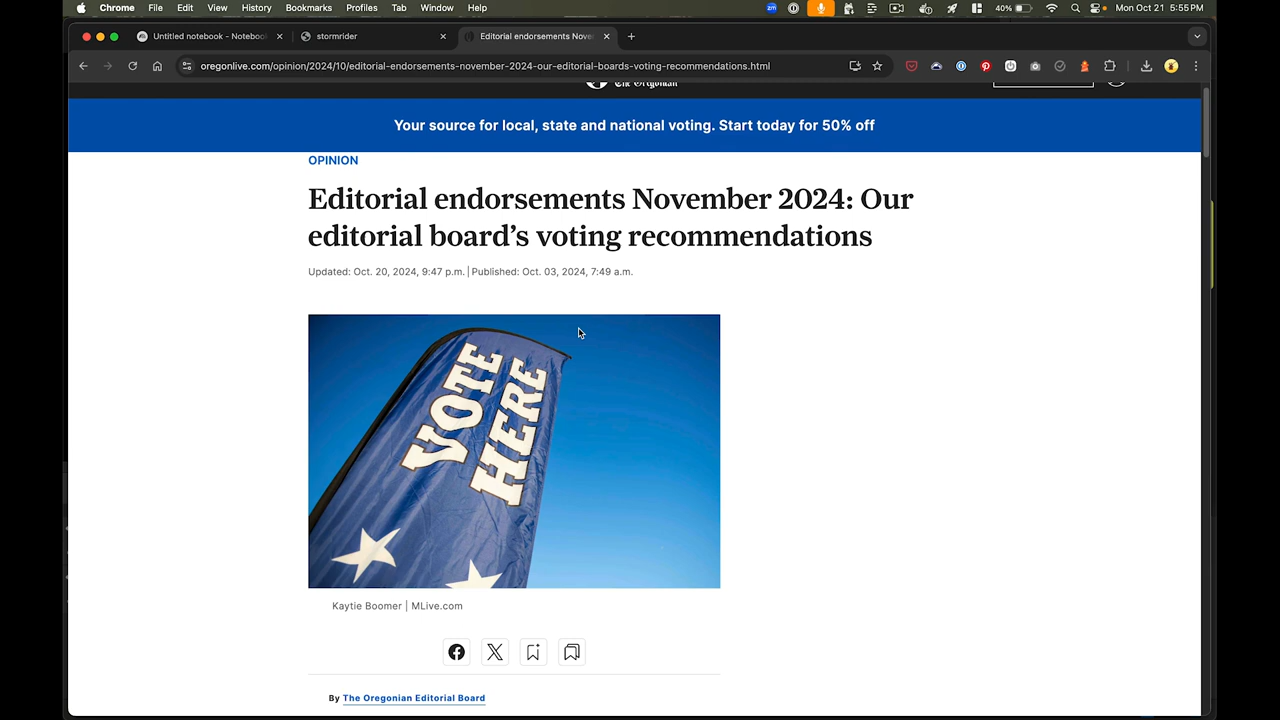 Chrome File Edit View History Bookmarks Profiles Tab Window Help 40% Mon Oct 21 5:55 PM
Untitled notebook - Notebook stormrider Editorial endorsements Nove
oregonlive.com/opinion/2024/10/editorial-endorsements-november-2024-our-editorial-boards-voting-recommendations.html
The Oregonian
Your source for local, state and national voting. Start today for 50% off
OPINION
Editorial endorsements November 2024: Our
editorial board’s voting recommendations
Updated: Oct. 20, 2024, 9:47 p.m. | Published: Oct. 03, 2024, 7:49 a.m.
VOTE
HERE
Kaytie Boomer | MLive.com
By The Oregonian Editorial Board